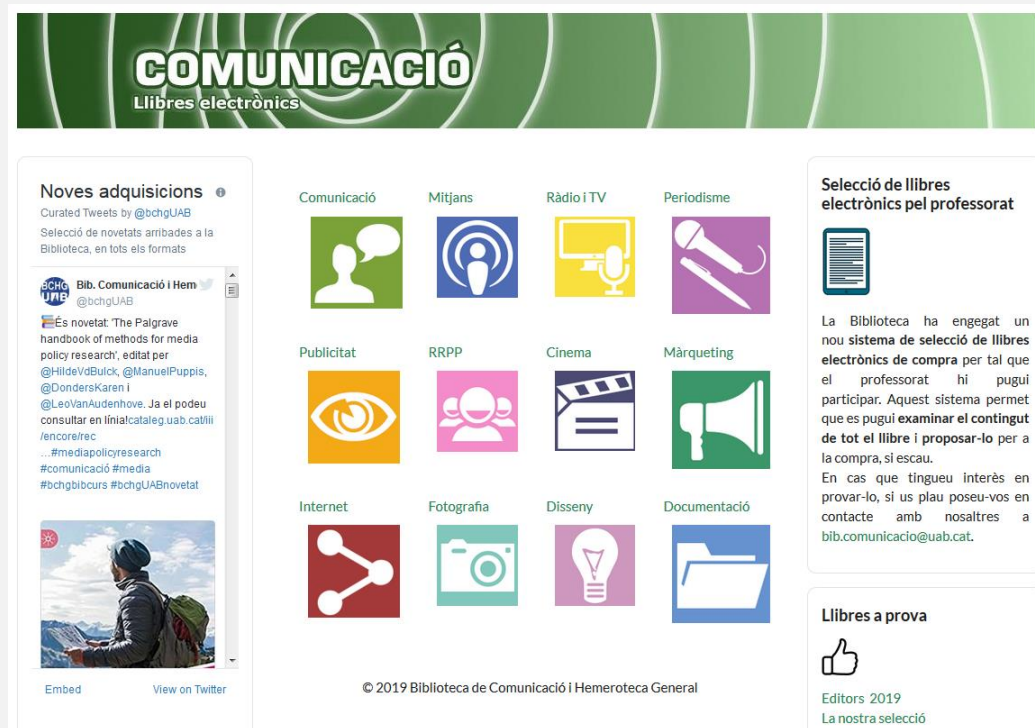 COMUNICACIÓ
Llibres electrònics
Noves adquisicions
Curated Tweets by @bchgUAB
Selecció de novetats arribades a la
Biblioteca, en tots els formats
BCHG
UAB
Bib. Comunicació i Hem
@bchgUAB
És novetat: 'The Palgrave
handbook of methods for media
policy research', editat per
@HildeVdBulck, @ManuelPuppis,
@DondersKaren i
@LeoVanAudenhove. Ja el podeu
consultar en línia!cataleg.uab.cat/iii
/encore/rec
…#mediapolicyresearch
#comunicació #media
#bchgbibcurs #bchgUABnovetat
Embed
View on Twitter
Comunicació
Mitjans
Ràdio i TV
Periodisme
Publicitat
RRPP
Cinema
Màrqueting
Internet
Fotografia
Disseny
Documentació
© 2019 Biblioteca de Comunicació i Hemeroteca General
Selecció de llibres
electrònics pel professorat
La Biblioteca ha engegat un
nou sistema de selecció de llibres
electrònics de compra per tal que
el professorat hi pugui
participar. Aquest sistema permet
que es pugui examinar el contingut
de tot el llibre i proposar-lo per a
la compra, si escau.
En cas que tingueu interès en
provar-lo, si us plau poseu-vos en
contacte amb nosaltres a
bib.comunicacio@uab.cat.
Llibres a prova
Editors 2019
La nostra selecció